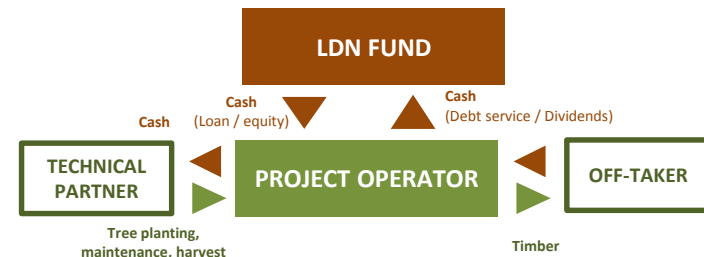 LDN FUND
Cash
(Loan / equity)
Cash
(Debt service / Dividends)
Cash
TECHNICAL
PARTNER
PROJECT OPERATOR
OFF-TAKER
Tree planting,
maintenance, harvest
Timber